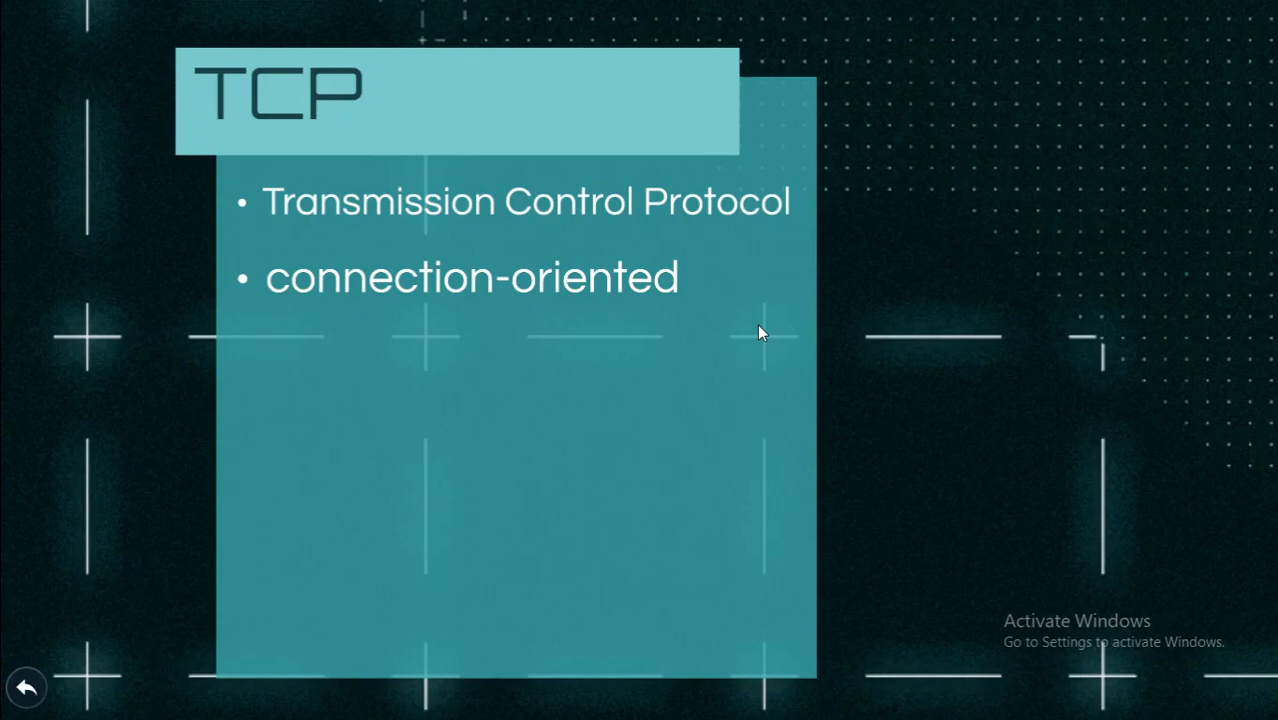 TCP
• Transmission Control Protocol
• connection-oriented
Activate Windows
Go to Settings to activate Windows.